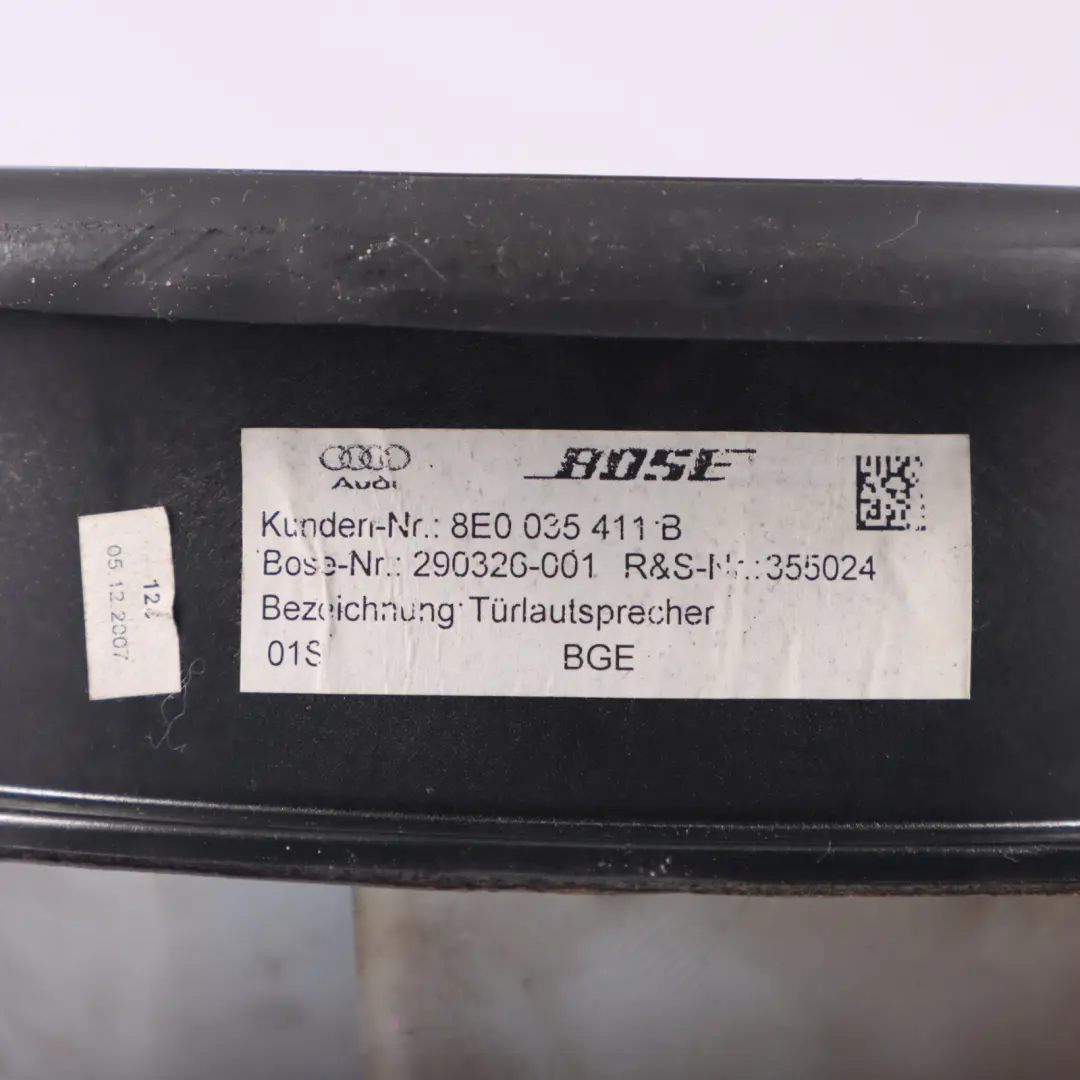 Audi BOSE
Kunden-Nr.: 8E0 035 411 B
Bose-Nr.: 290326-001 R&S-Nr.:355024
Bezeichnung: Türlautsprecher
01S BGE
05.12.2007